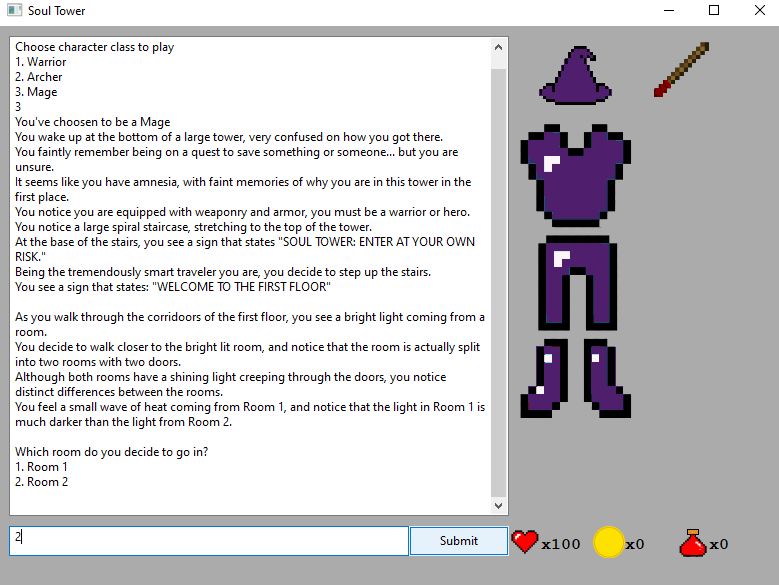 Soul Tower
Choose character class to play
1. Warrior
2. Archer
3. Mage
3
You've choosen to be a Mage
You wake up at the bottom of a large tower, very confused on how you got there.
You faintly remember being on a quest to save something or someone... but you are
unsure.
It seems like you have amnesia, with faint memories of why you are in this tower in the
first place.
You notice you are equipped with weaponry and armor, you must be a warrior or hero.
You notice a large spiral staircase, stretching to the top of the tower.
At the base of the stairs, you see a sign that states "SOUL TOWER: ENTER AT YOUR OWN
RISK."
Being the tremendously smart traveler you are, you decide to step up the stairs.
You see a sign that states: "WELCOME TO THE FIRST FLOOR"
As you walk through the corridoors of the first floor, you see a bright light coming from a
room.
You decide to walk closer to the bright lit room, and notice that the room is actually split
into two rooms with two doors.
Although both rooms have a shining light creeping through the doors, you notice
distinct differences between the rooms.
You feel a small wave of heat coming from Room 1, and notice that the light in Room 1 is
much darker than the light from Room 2.
Which room do you decide to go in?
1. Room 1
2. Room 2
2
Submit
x100
x0
x0